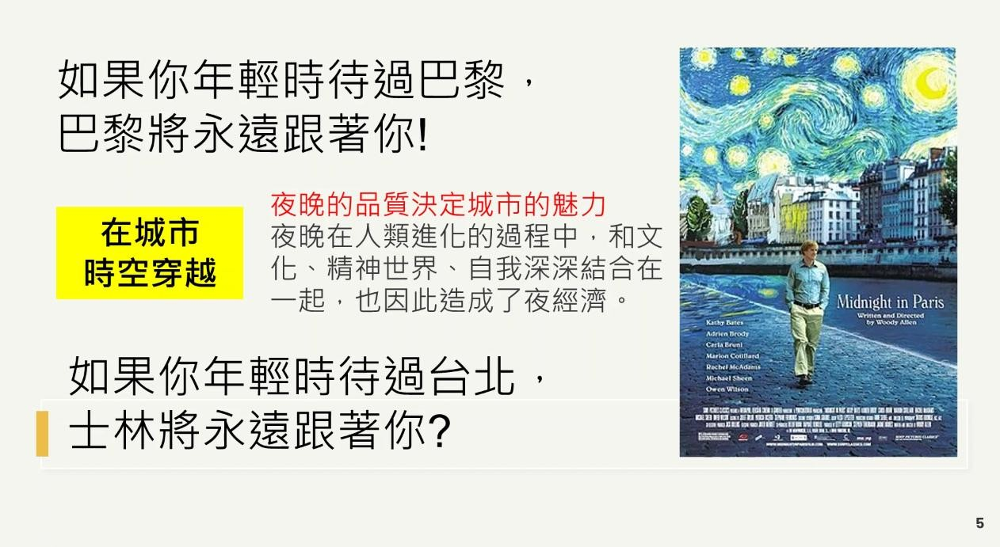 如果你年輕時待過巴黎，
巴黎將永遠跟著你!
在城市
時空穿越
夜晚的品質決定城市的魅力
夜晚在人類進化的過程中，和文
化、精神世界、自我深深結合在
一起，也因此造成了夜經濟。
如果你年輕時待過台北，
士林將永遠跟著你?
Midnight in Paris
Written and Directed
by Woody Allen
Kathy Bates
Adrien Brody
Carla Bruni
Marion Cotillard
Rachel McAdams
Michael Sheen
Owen Wilson
5